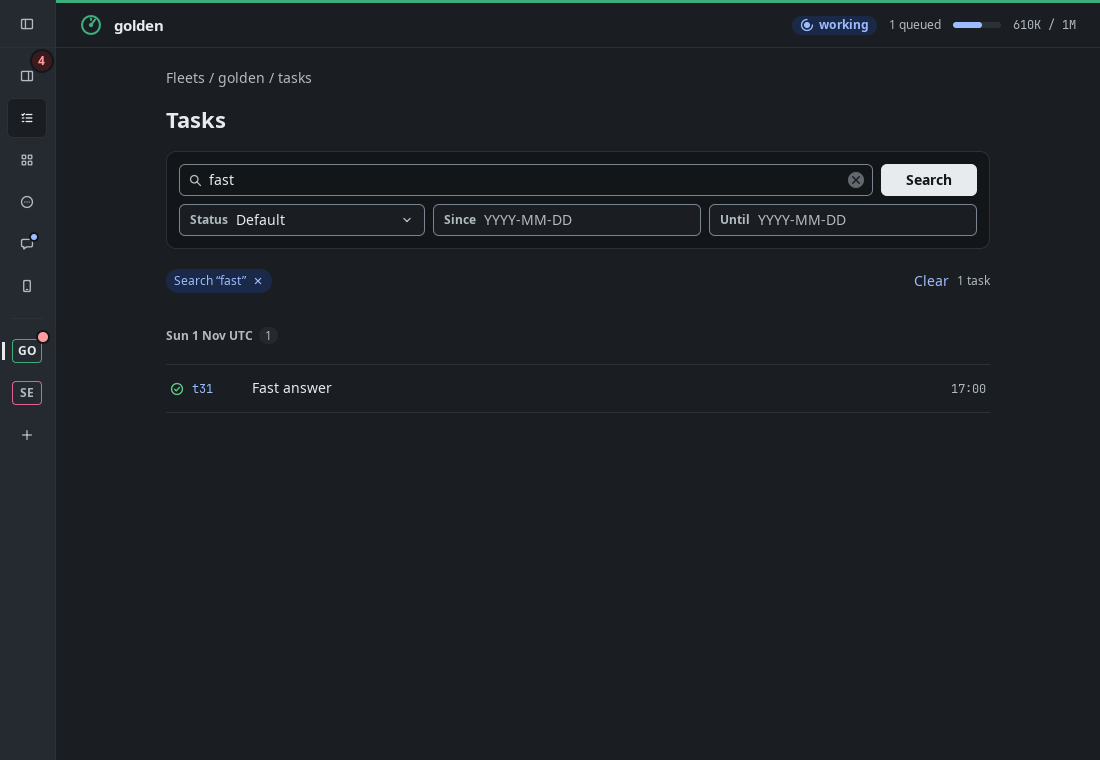 golden
working
1 queued
610K / 1M
4
Fleets / golden / tasks
Tasks
fast
Search
Status Default
Since YYYY-MM-DD
Until YYYY-MM-DD
Search “fast” ×
Clear 1 task
Sun 1 Nov UTC 1
GO
t31 Fast answer 17:00
SE